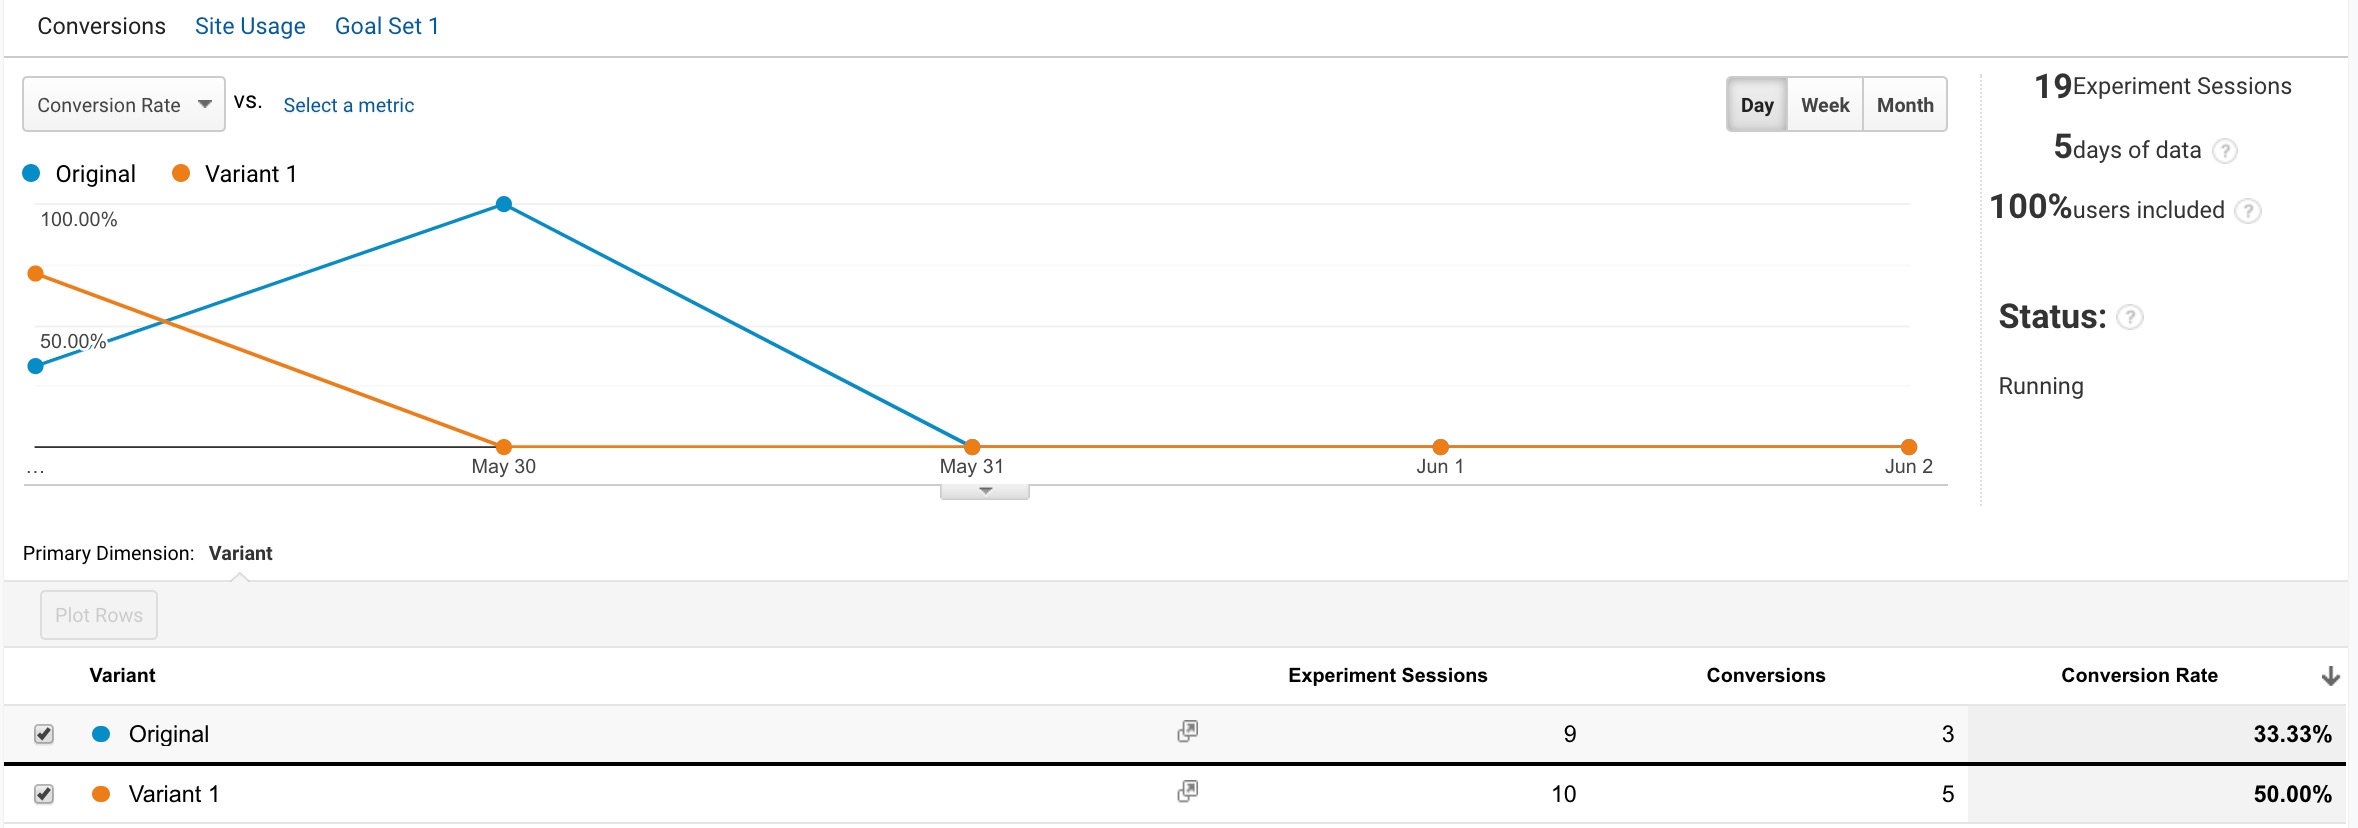 Conversions Site Usage Goal Set 1
Conversion Rate vs. Select a metric
Day Week Month
Original Variant 1
100.00%
50.00%
... May 30 May 31 Jun 1 Jun 2
19 Experiment Sessions
5 days of data ?
100% users included ?
Status: ?
Running
Primary Dimension: Variant
Plot Rows
Variant Experiment Sessions Conversions Conversion Rate
Original 9 3 33.33%
Variant 1 10 5 50.00%